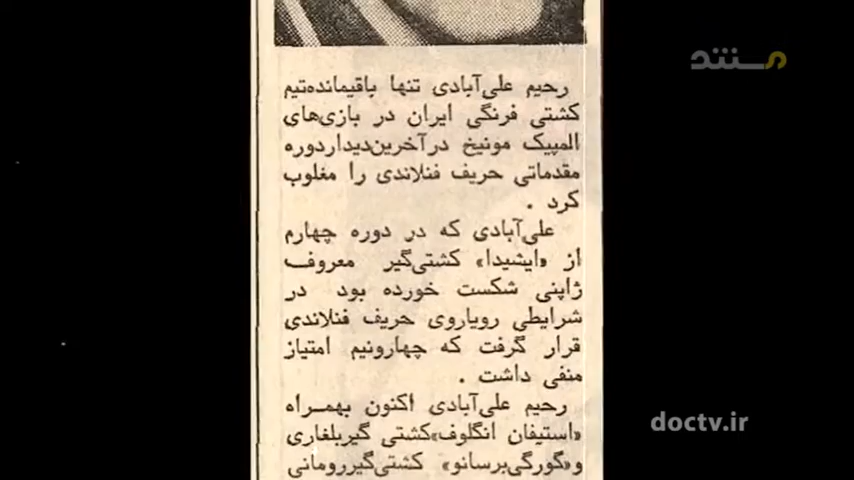 مستند
رحیم علی‌آبادی تنها باقیمانده‌تیم
کشتی فرنگی ایران در بازی‌های
المپیک مونیخ درآخرین‌دیداردوره
مقدماتی حریف فنلاندی را مغلوب
کرد .
علی‌آبادی که در دوره چهارم
از «ایشیدا» کشتی‌گیر معروف
ژاپنی شکست خورده بود در
شرایطی رویاروی حریف فنلاندی
قرار گرفت که چهارونیم امتیاز
منفی داشت .
رحیم علی‌آبادی اکنون بهمراه
«استیفان انگلوف»کشتی گیربلغاری
و«گورگی‌برسانو» کشتی‌گیررومانی
doctv.ir